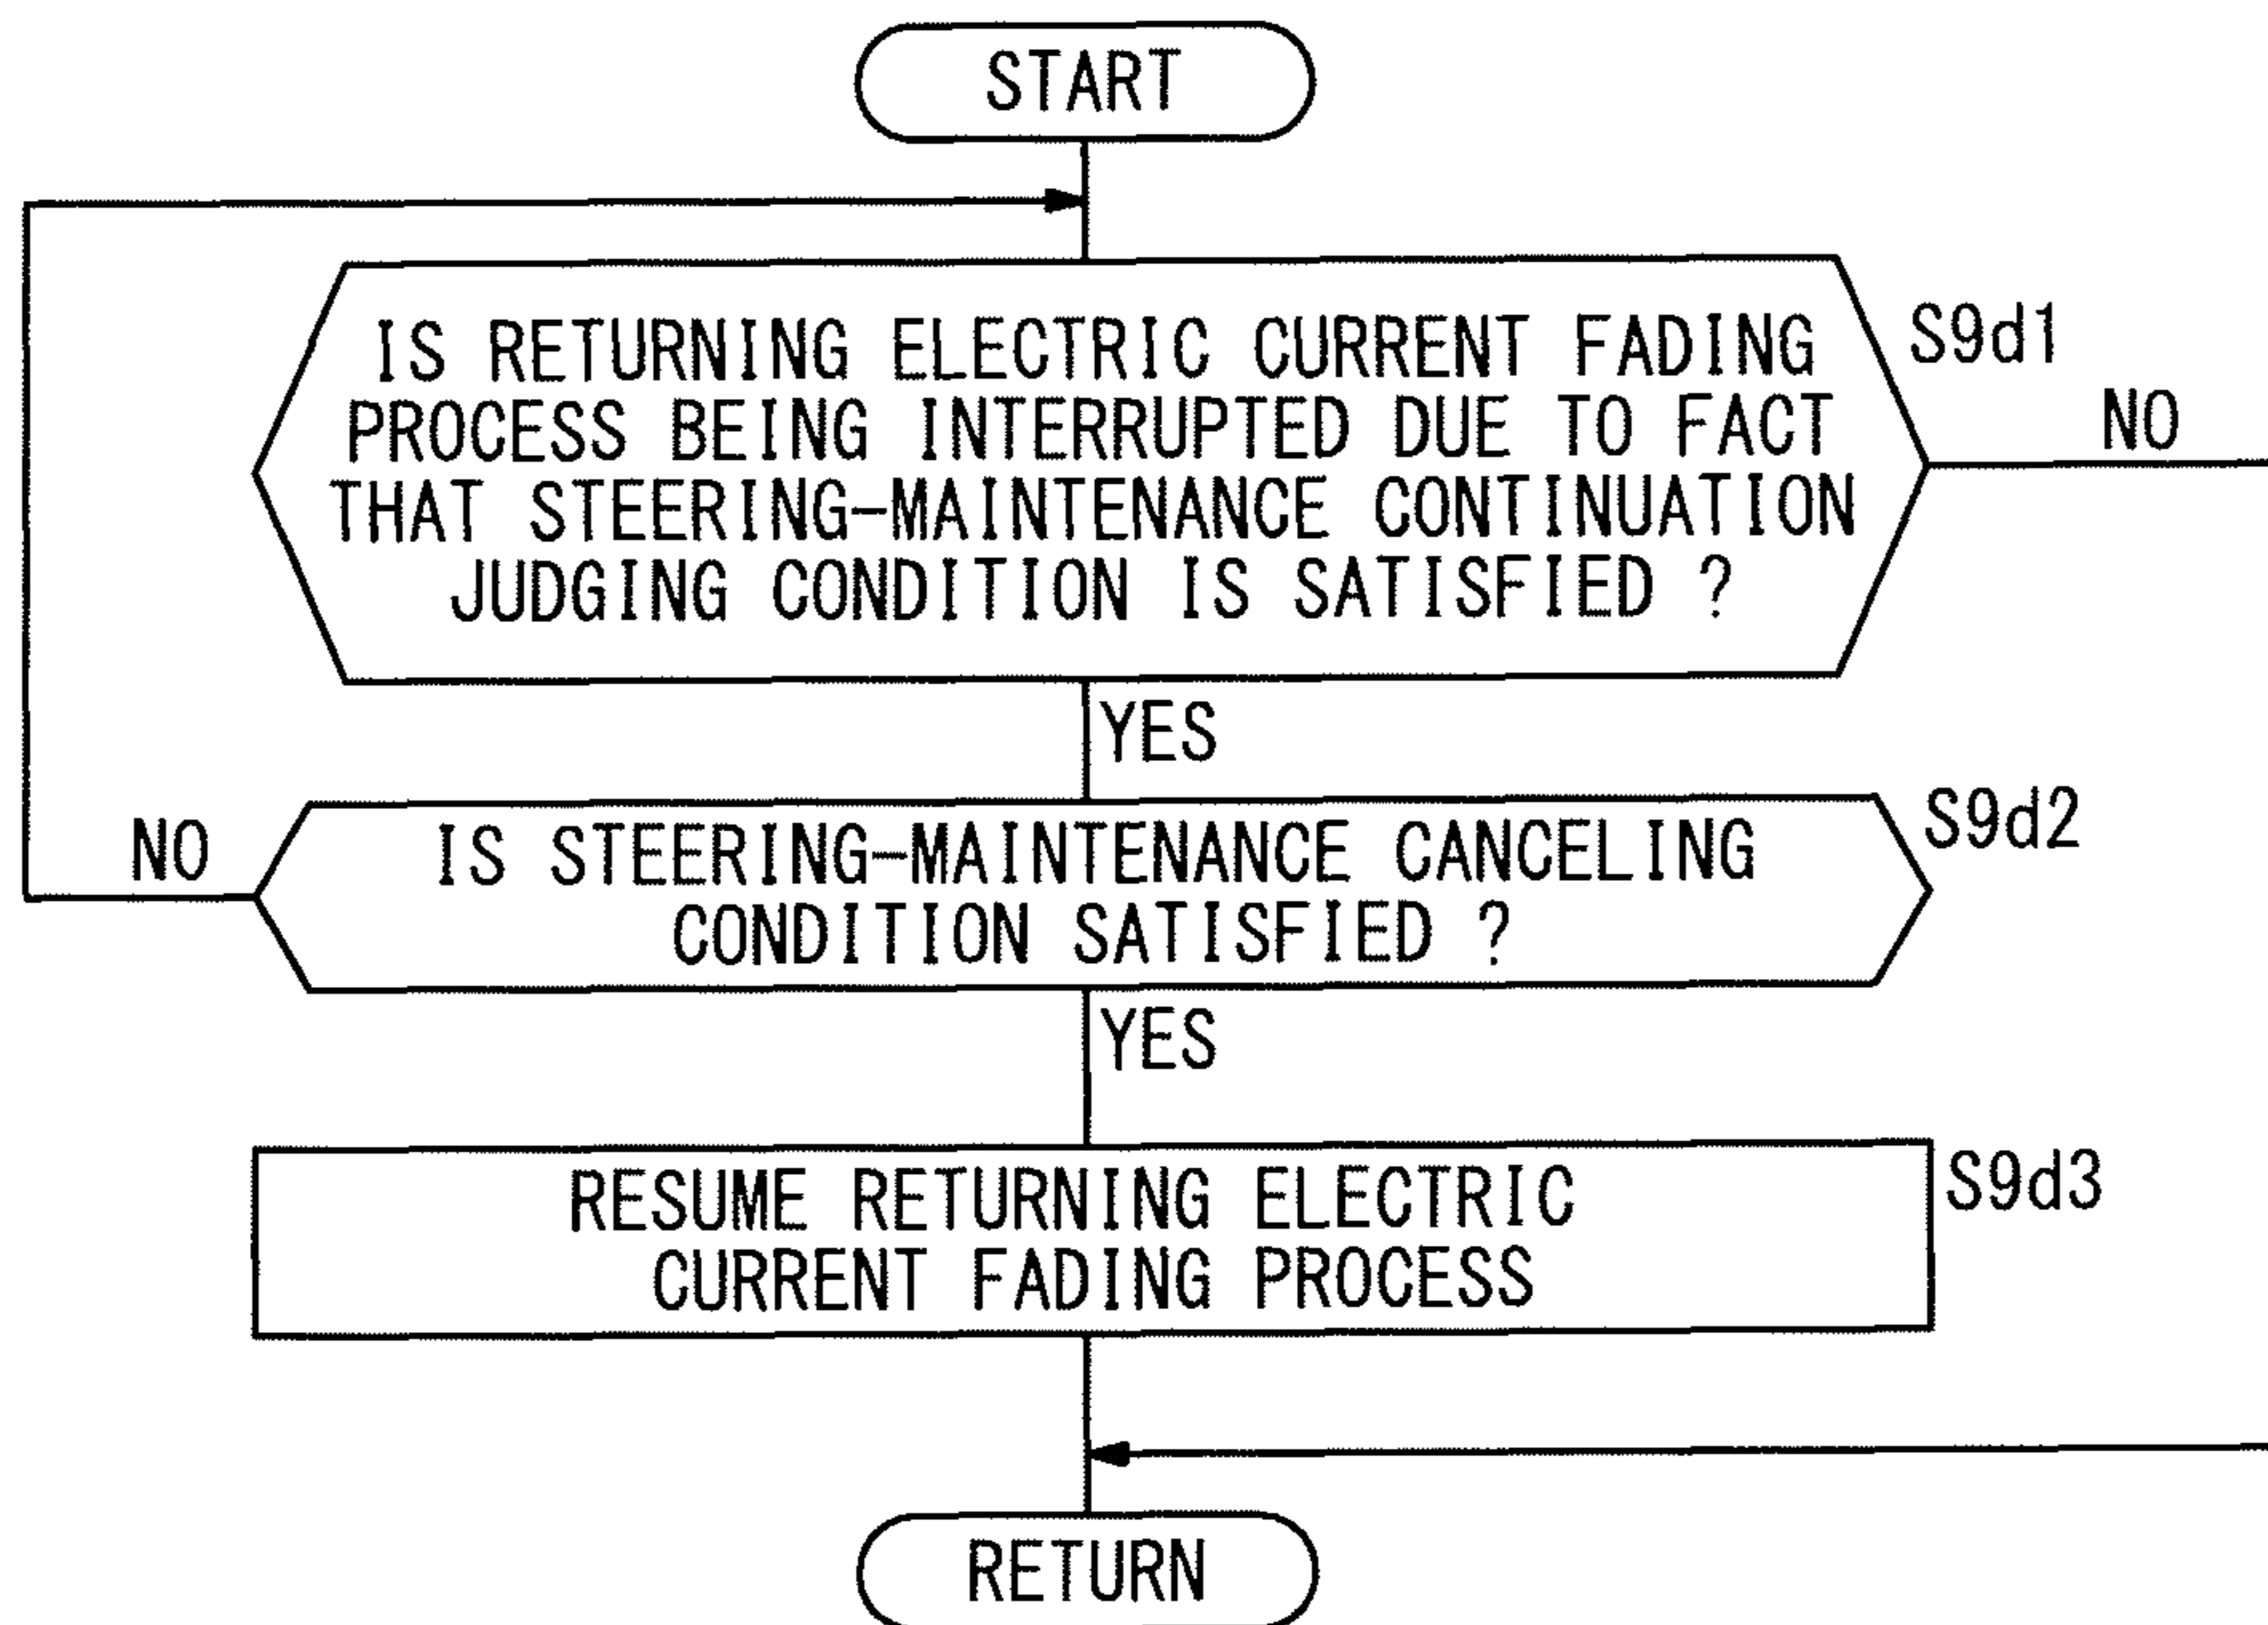 START
IS RETURNING ELECTRIC CURRENT FADING
PROCESS BEING INTERRUPTED DUE TO FACT
THAT STEERING-MAINTENANCE CONTINUATION
JUDGING CONDITION IS SATISFIED ?
S9d1
NO
YES
IS STEERING-MAINTENANCE CANCELING
CONDITION SATISFIED ?
S9d2
NO
YES
RESUME RETURNING ELECTRIC
CURRENT FADING PROCESS
S9d3
RETURN